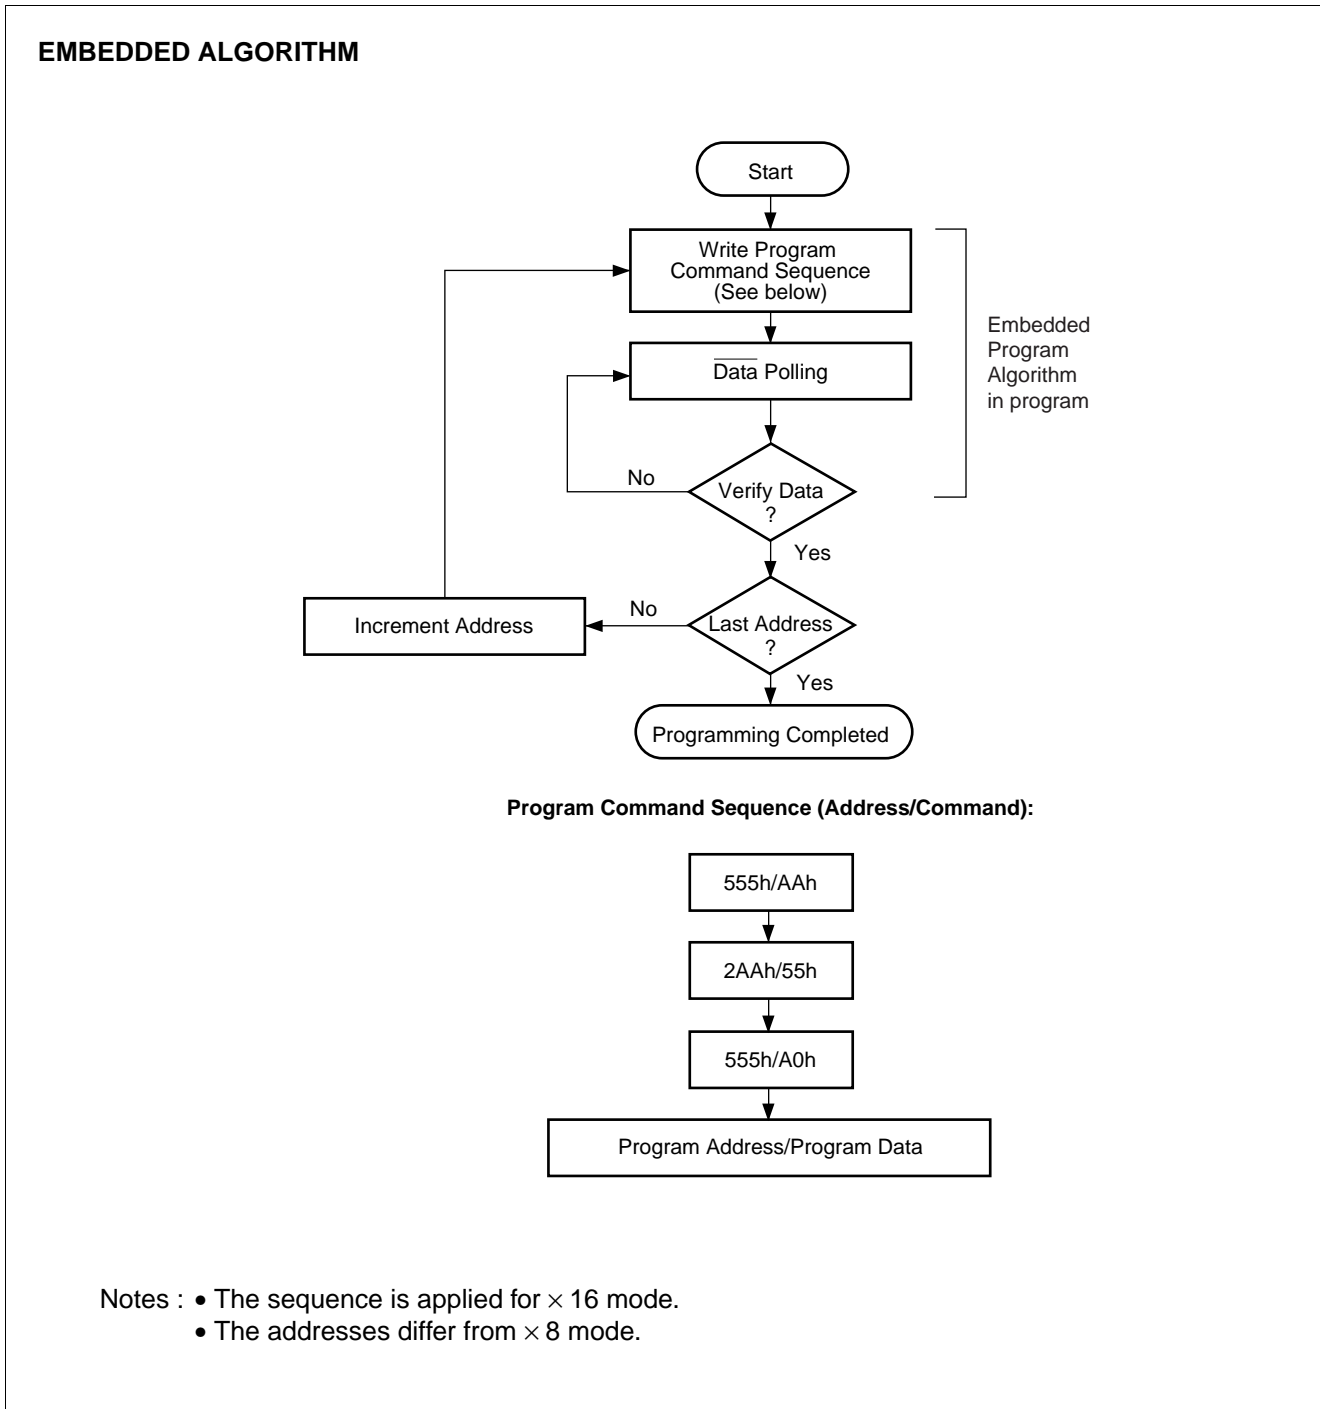 EMBEDDED ALGORITHM
Start
Write Program
Command Sequence
(See below)
Data Polling
Embedded
Program
Algorithm
in program
No
Verify Data
?
Yes
Increment Address
No
Last Address
?
Yes
Programming Completed
Program Command Sequence (Address/Command):
555h/AAh
2AAh/55h
555h/A0h
Program Address/Program Data
Notes : • The sequence is applied for × 16 mode.
• The addresses differ from × 8 mode.